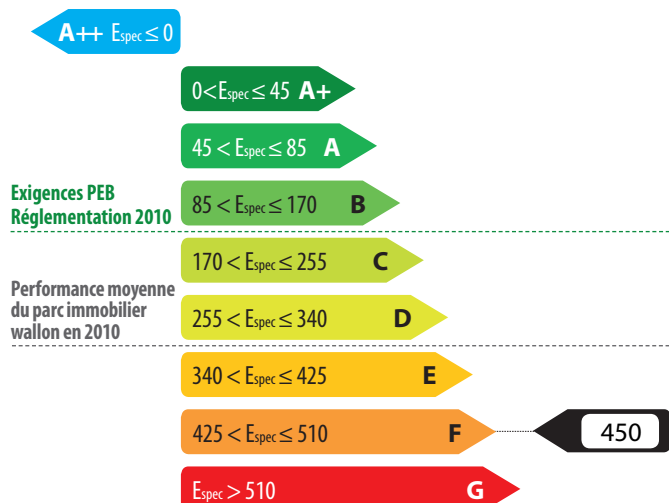 A++ Espec ≤ 0
0<Espec ≤ 45 A+
45 < Espec ≤ 85 A
Exigences PEB
Réglementation 2010
85 < Espec ≤ 170 B
170 < Espec ≤ 255 C
Performance moyenne
du parc immobilier
wallon en 2010
255 < Espec ≤ 340 D
340 < Espec ≤ 425 E
425 < Espec ≤ 510 F
450
Espec > 510 G